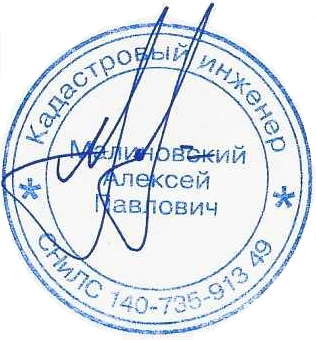 Кадастровый инженер
Малиновский
Алексей
Павлович
СНИЛС 140-735-913 49